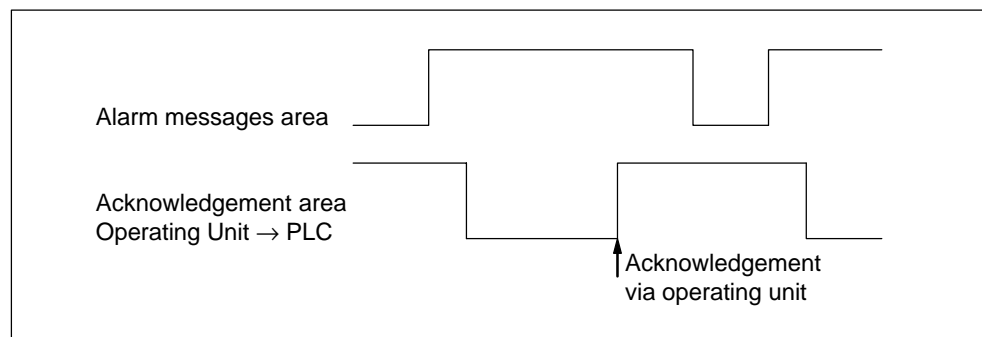 Alarm messages area
Acknowledgement area
Operating Unit → PLC
Acknowledgement
via operating unit